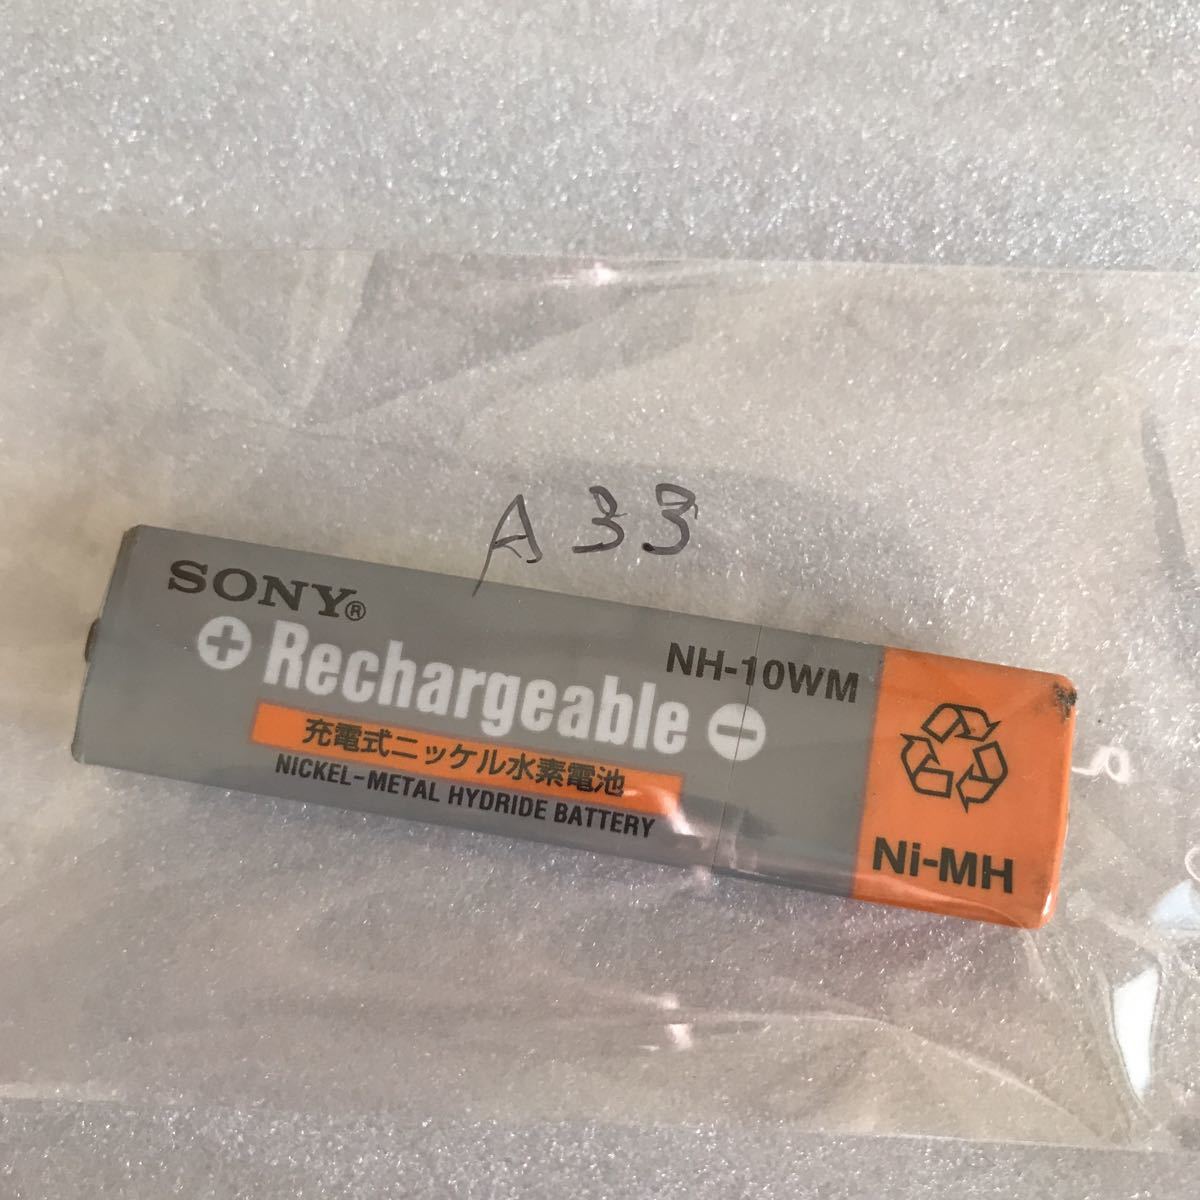 A33
SONY®
NH-10WM
+ Rechargeable -
充電式ニッケル水素電池
NICKEL-METAL HYDRIDE BATTERY
Ni-MH